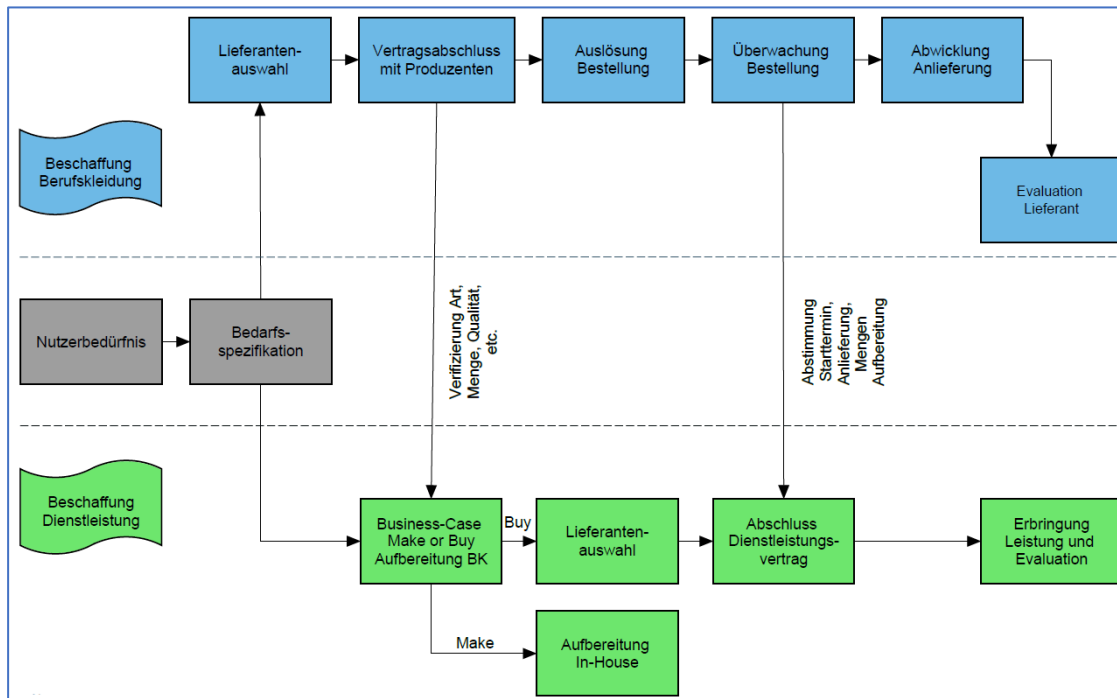 Lieferanten-
auswahl
Vertragsabschluss
mit Produzenten
Auslösung
Bestellung
Überwachung
Bestellung
Abwicklung
Anlieferung
Beschaffung
Berufskleidung
Evaluation
Lieferant
Nutzerbedürfnis
Bedarfs-
spezifikation
Verifizierung Art,
Menge, Qualität,
etc.
Abstimmung
Starttermin,
Anlieferung,
Mengen
Aufbereitung
Beschaffung
Dienstleistung
Business-Case
Make or Buy
Aufbereitung BK
Buy
Lieferanten-
auswahl
Abschluss
Dienstleistungs-
vertrag
Erbringung
Leistung und
Evaluation
Make
Aufbereitung
In-House